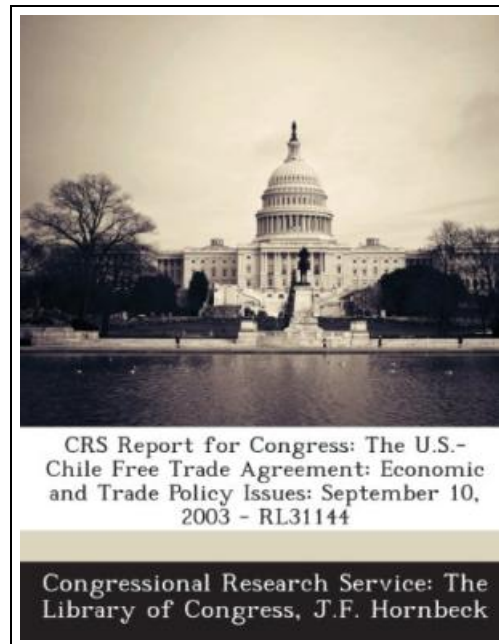 CRS Report for Congress: The U.S.-
Chile Free Trade Agreement: Economic
and Trade Policy Issues: September 10,
2003 - RL31144
Congressional Research Service: The
Library of Congress, J.F. Hornbeck